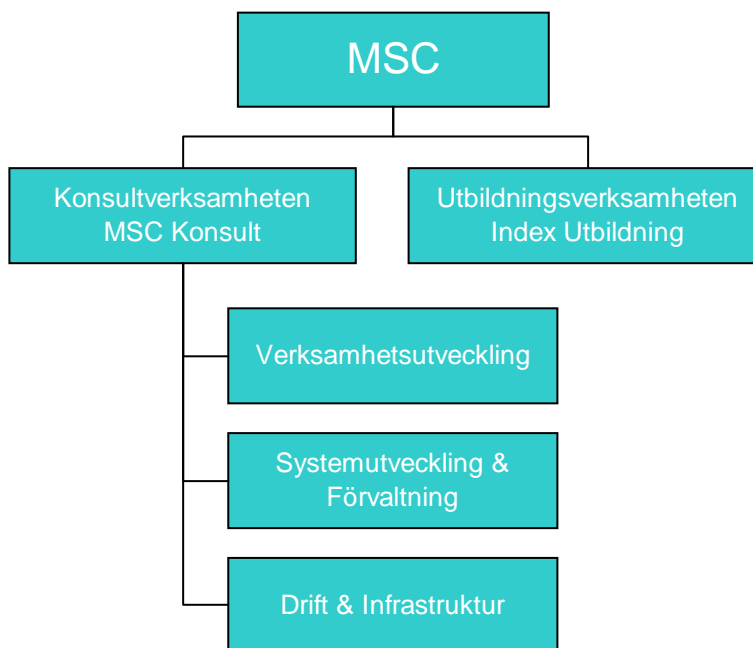 MSC
Konsultverksamheten
MSC Konsult
Utbildningsverksamheten
Index Utbildning
Verksamhetsutveckling
Systemutveckling &
Förvaltning
Drift & Infrastruktur